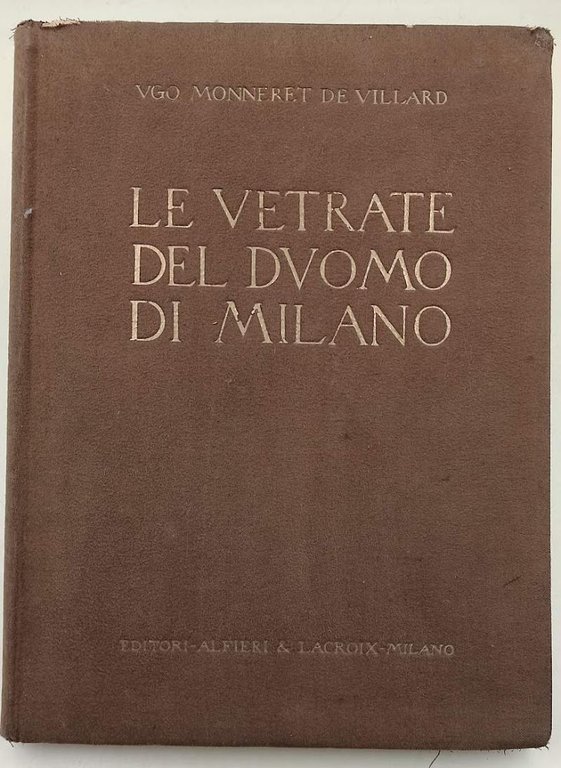 VGO MONNERET DE VILLARD
LE VETRATE
DEL DVOMO
DI MILANO
EDITORI-ALFIERI & LACROIX-MILANO